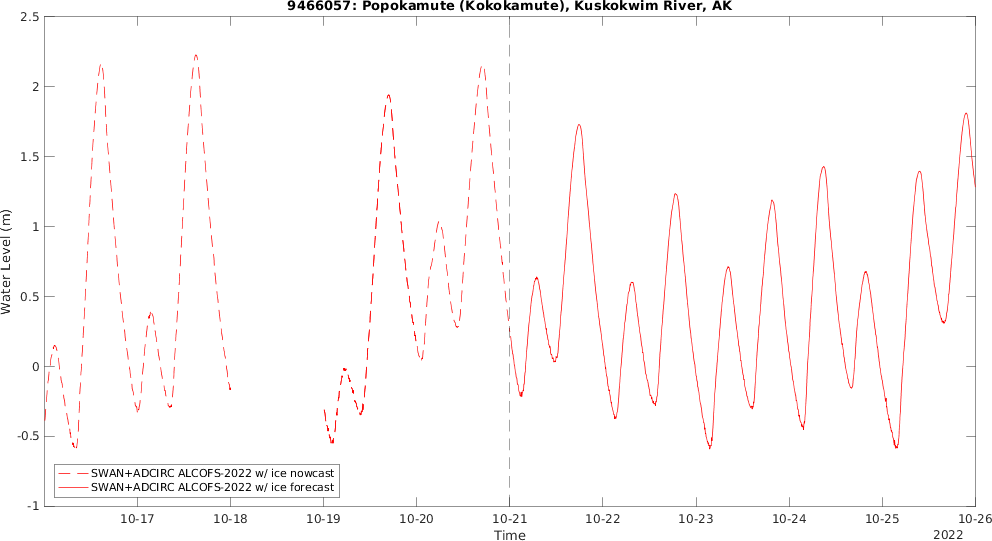 9466057: Popokamute (Kokokamute), Kuskokwim River, AK
Water Level (m)
2.5
2
1.5
1
0.5
0
-0.5
-1
SWAN+ADCIRC ALCOFS-2022 w/ ice nowcast
SWAN+ADCIRC ALCOFS-2022 w/ ice forecast
10-17 10-18 10-19 10-20 10-21 10-22 10-23 10-24 10-25 10-26
Time
2022